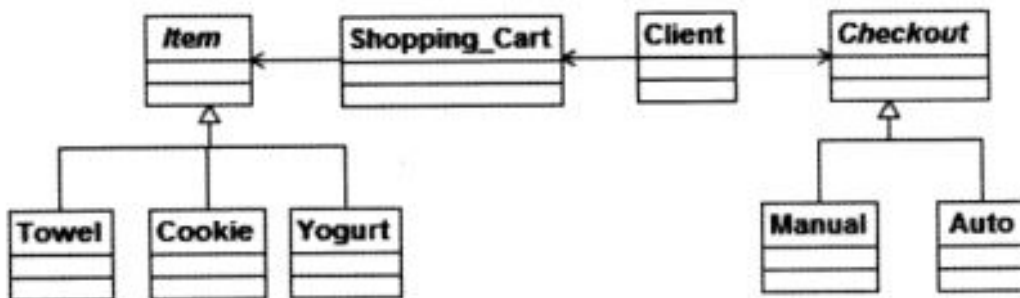 Item
Shopping_Cart
Client
Checkout
Towel
Cookie
Yogurt
Manual
Auto